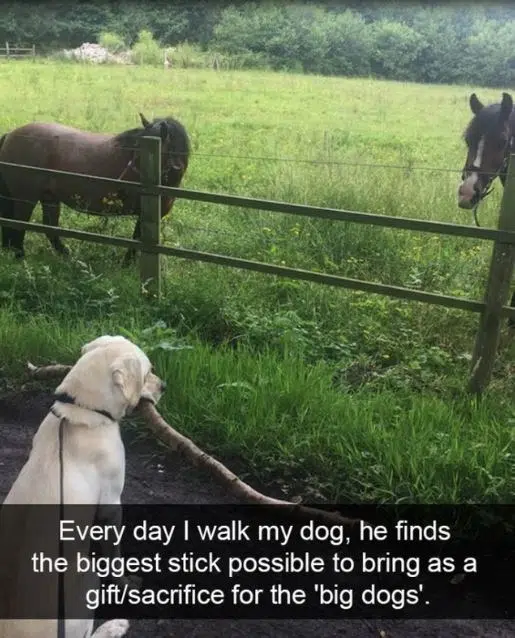 Every day I walk my dog, he finds
the biggest stick possible to bring as a
gift/sacrifice for the 'big dogs'.